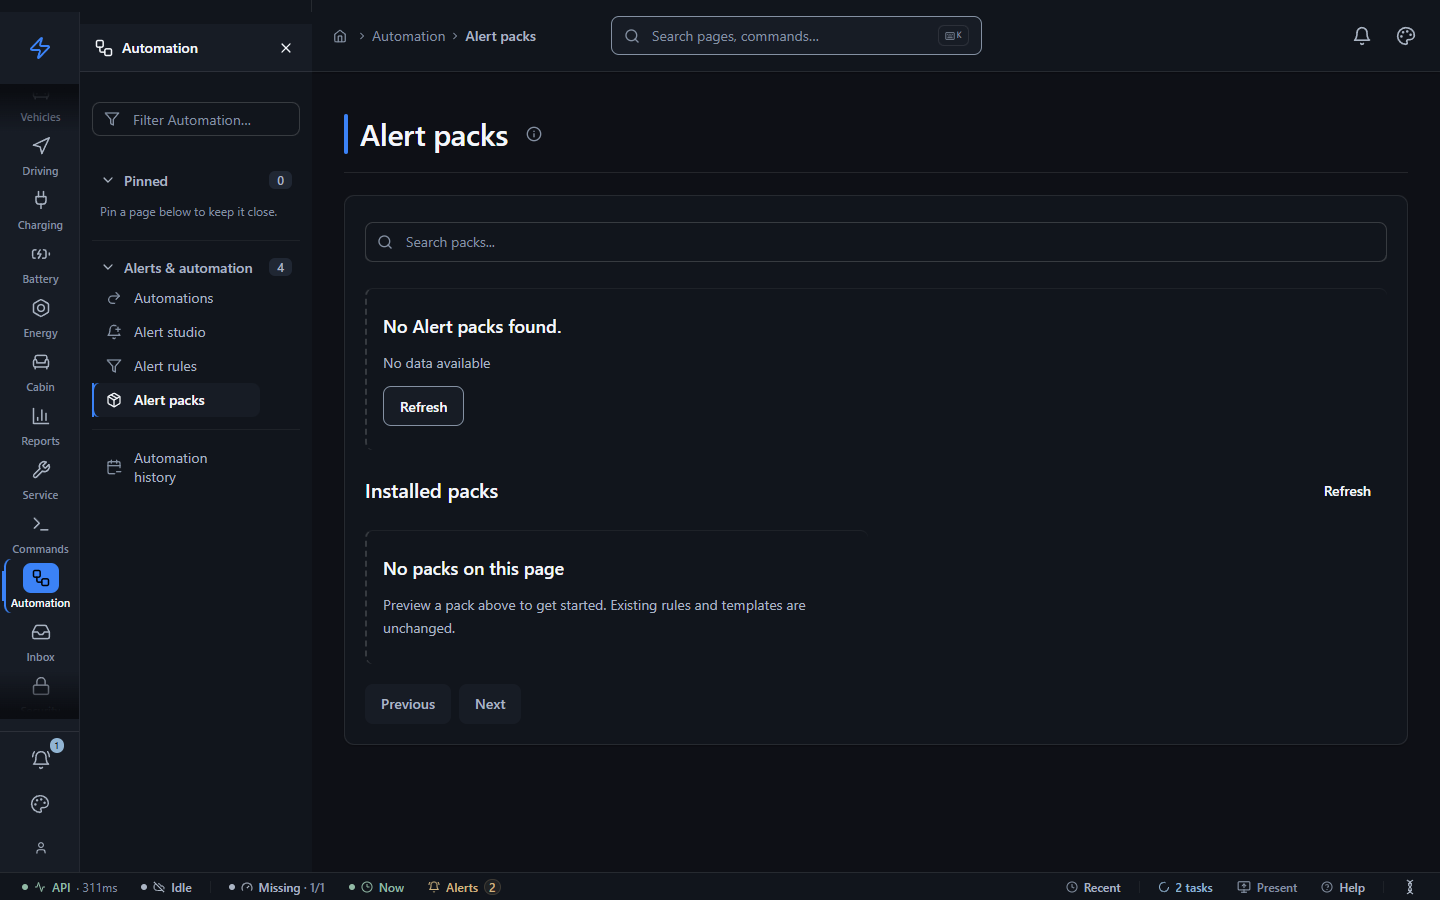 Automation
Automation
Alert packs
Search pages, commands...
K
Vehicles
Driving
Charging
Battery
Energy
Cabin
Reports
Service
Commands
Automation
Inbox
1
Filter Automation...
Pinned
0
Pin a page below to keep it close.
Alerts & automation
4
Automations
Alert studio
Alert rules
Alert packs
Automation
history
Alert packs
Search packs...
No Alert packs found.
No data available
Refresh
Installed packs
Refresh
No packs on this page
Preview a pack above to get started. Existing rules and templates are
unchanged.
Previous
Next
API · 311ms
Idle
Missing · 1/1
Now
Alerts 2
Recent
2 tasks
Present
Help